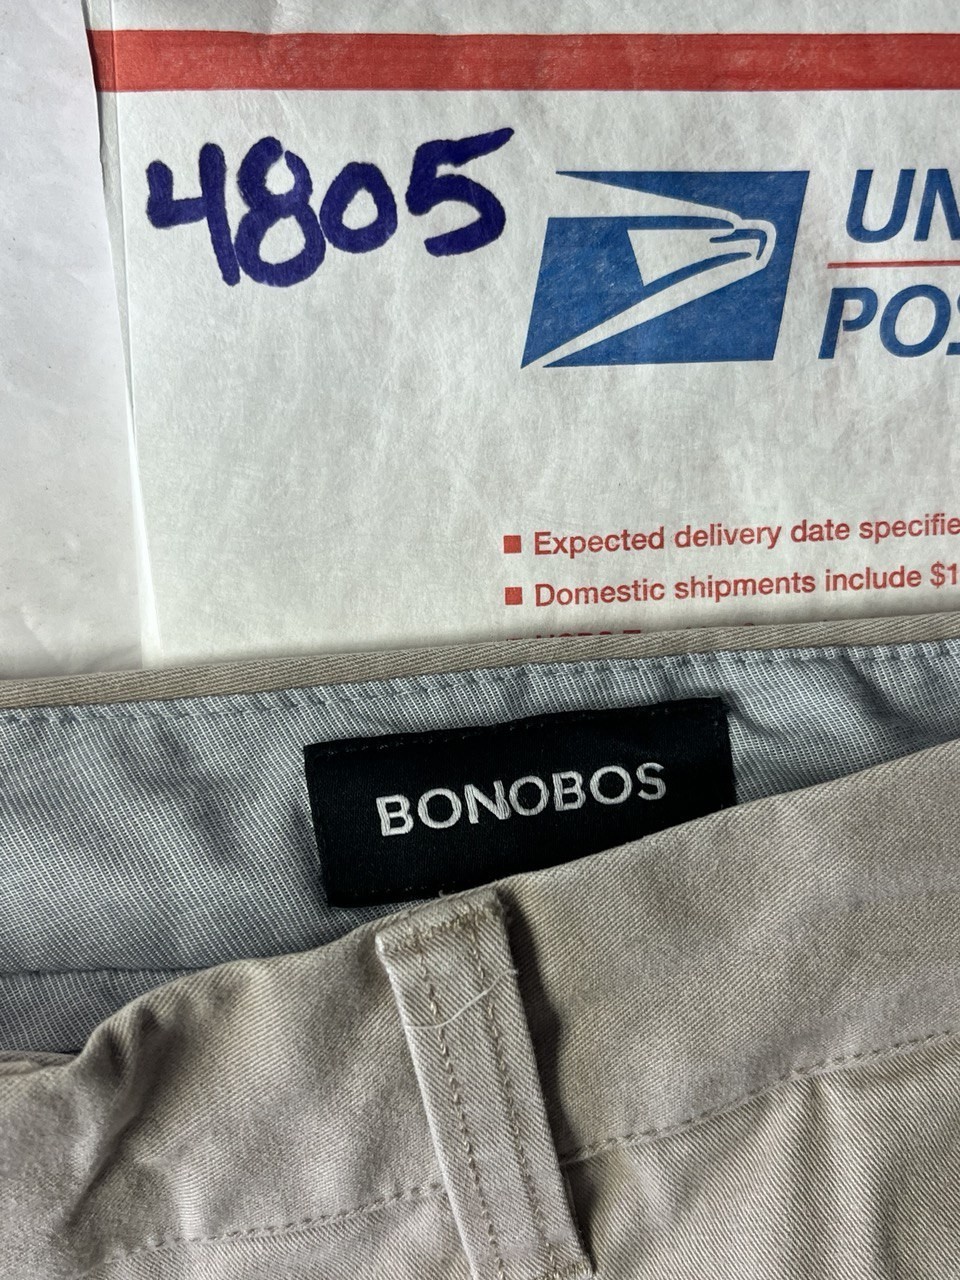 4805
UN
POS
Expected delivery date specifie
Domestic shipments include $1
BONOBOS